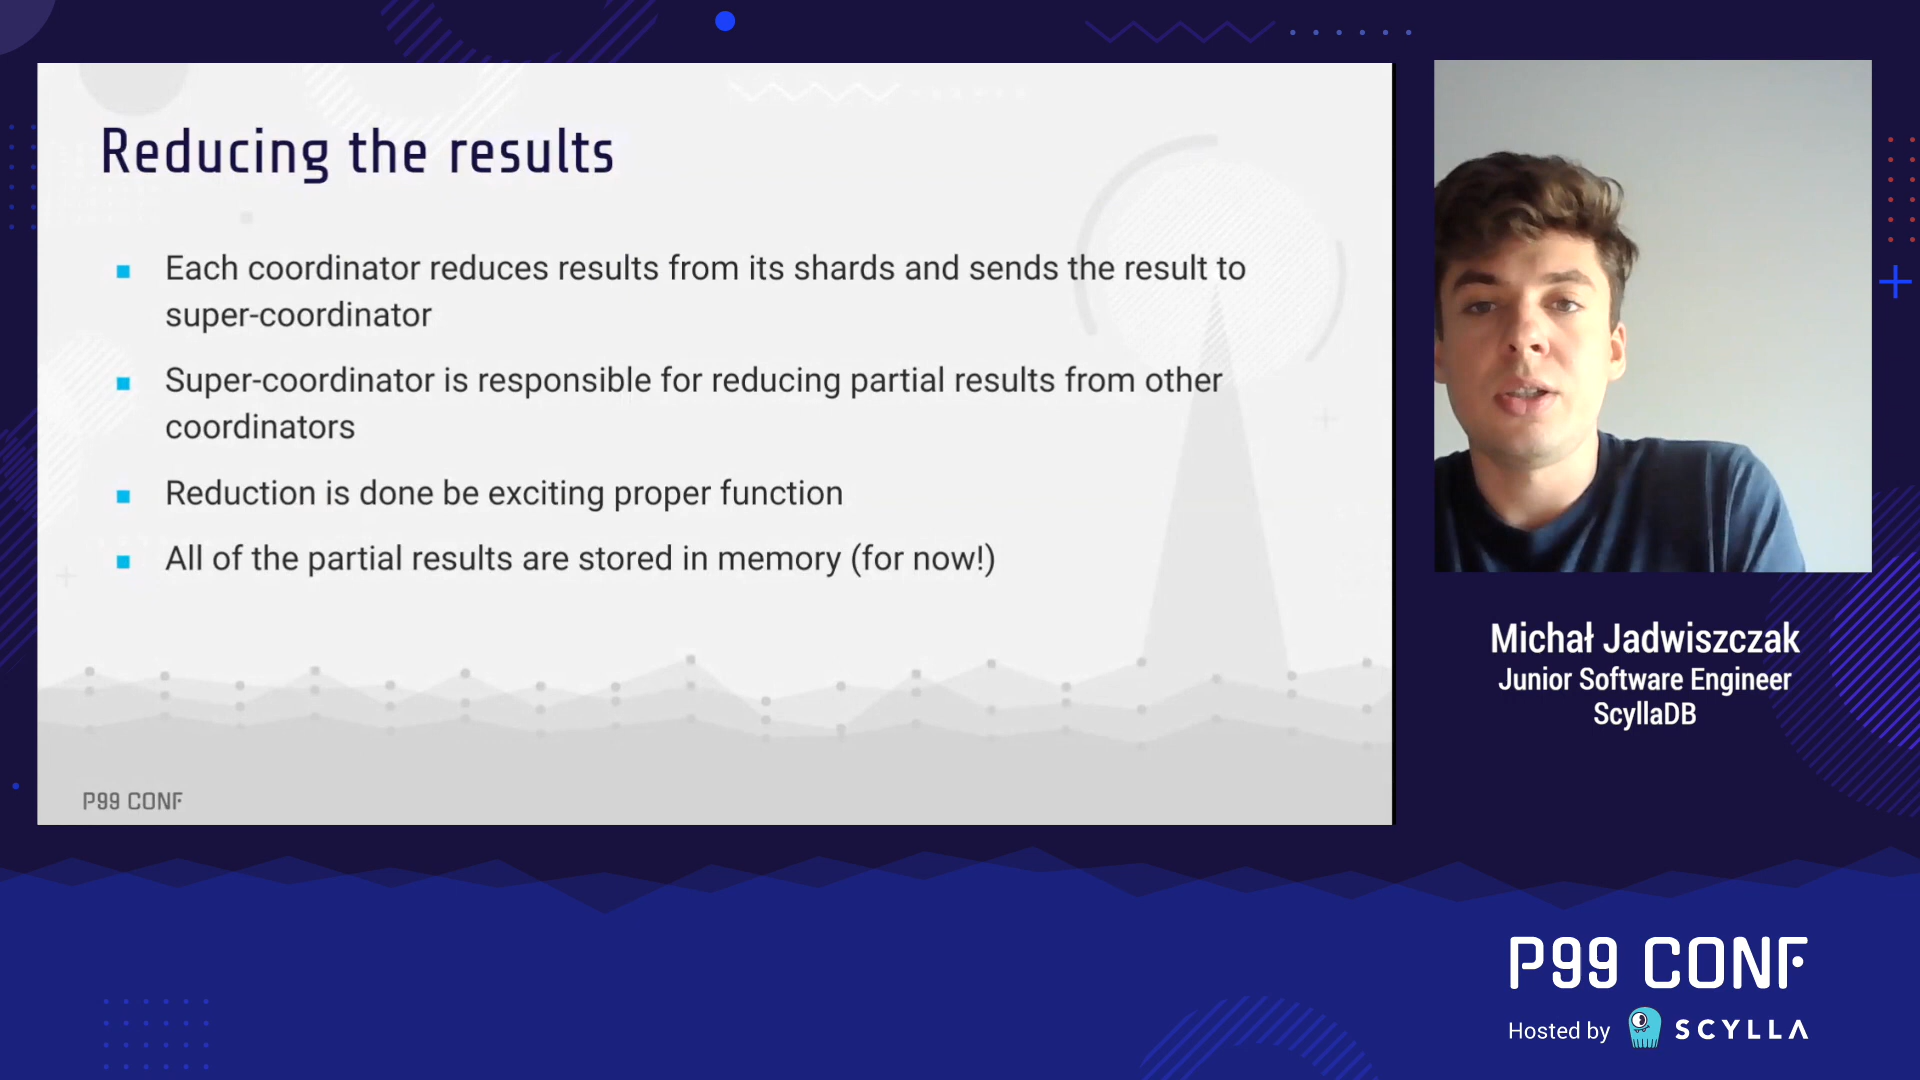 Reducing the results
Each coordinator reduces results from its shards and sends the result to
super-coordinator
Super-coordinator is responsible for reducing partial results from other
coordinators
Reduction is done be exciting proper function
All of the partial results are stored in memory (for now!)
P99 CONF
Michał Jadwiszczak
Junior Software Engineer
ScyllaDB
P99 CONF
Hosted by SCYLLA